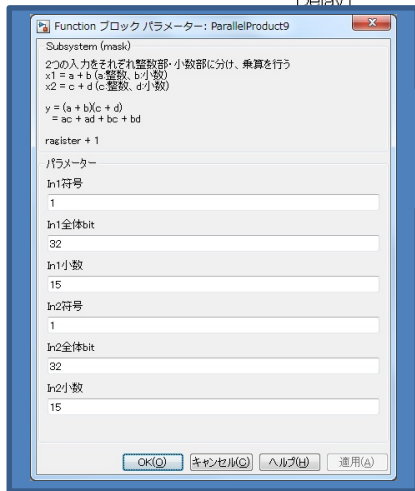 Delay1
Function ブロック パラメーター: ParallelProduct9
Subsystem (mask)
2つの入力をそれぞれ整数部・小数部に分け、乗算を行う
x1 = a + b (a:整数、b:小数)
x2 = c + d (c:整数、d:小数)
y = (a + b)(c + d)
= ac + ad + bc + bd
ragister + 1
パラメーター
In1符号
1
In1全体bit
32
In1小数
15
In2符号
1
In2全体bit
32
In2小数
15
OK(O) キャンセル(C) ヘルプ(H) 適用(A)